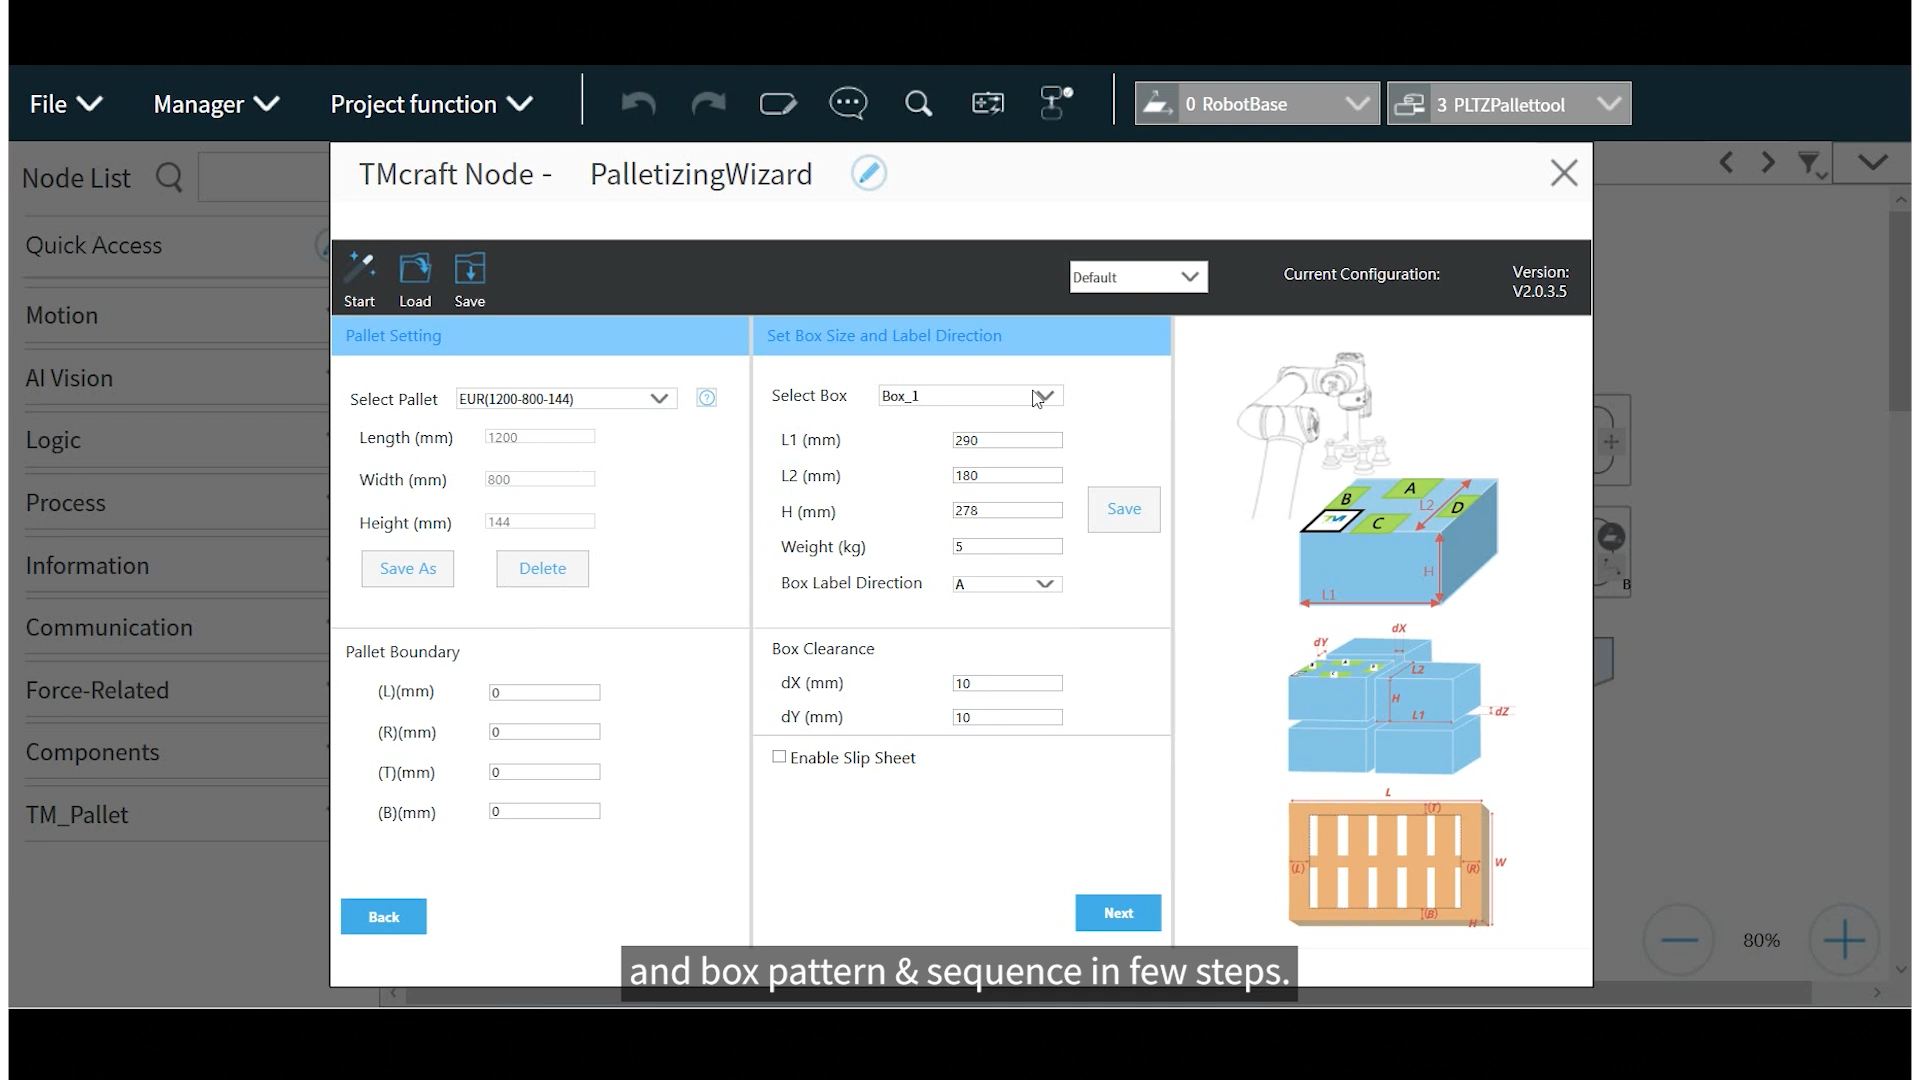 File
Manager
Project function
0 RobotBase
3 PLTZPallettool
Node List
Quick Access
Motion
AI Vision
Logic
Process
Information
Communication
Force-Related
Components
TM_Pallet
TMcraft Node - PalletizingWizard
Start
Load
Save
Default
Current Configuration:
Version:
V2.0.3.5
Pallet Setting
Select Pallet
EUR(1200-800-144)
Length (mm)
1200
Width (mm)
800
Height (mm)
144
Save As
Delete
Pallet Boundary
(L)(mm)
0
(R)(mm)
0
(T)(mm)
0
(B)(mm)
0
Back
Set Box Size and Label Direction
Select Box
Box_1
L1 (mm)
290
L2 (mm)
180
H (mm)
278
Weight (kg)
5
Box Label Direction
A
Save
Box Clearance
dX (mm)
10
dY (mm)
10
Enable Slip Sheet
Next
A
B
L2
D
TM
C
H
L1
dX
dY
L2
H
L1
dZ
L
(T)
W
(L)
(R)
(B)
H
B
80%
and box pattern & sequence in few steps.